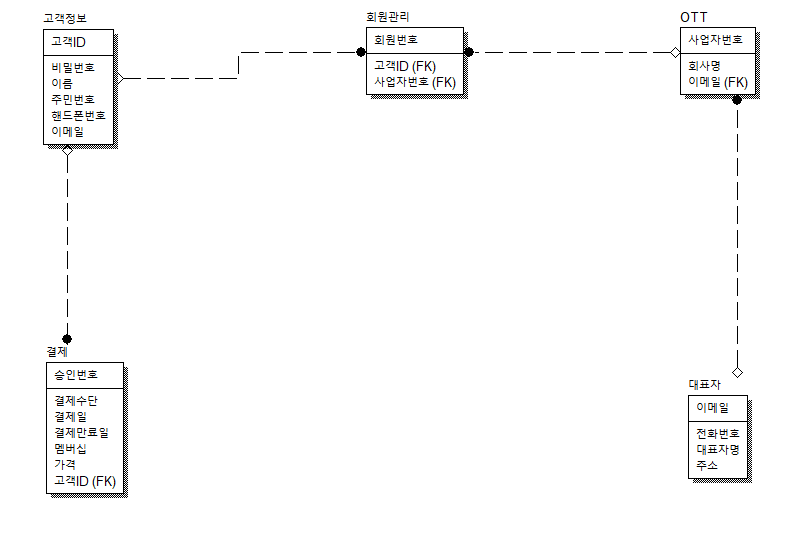 고객정보
고객ID
비밀번호
이름
주민번호
핸드폰번호
이메일
회원관리
회원번호
고객ID (FK)
사업자번호 (FK)
OTT
사업자번호
회사명
이메일 (FK)
결제
승인번호
결제수단
결제일
결제만료일
멤버십
가격
고객ID (FK)
대표자
이메일
전화번호
대표자명
주소